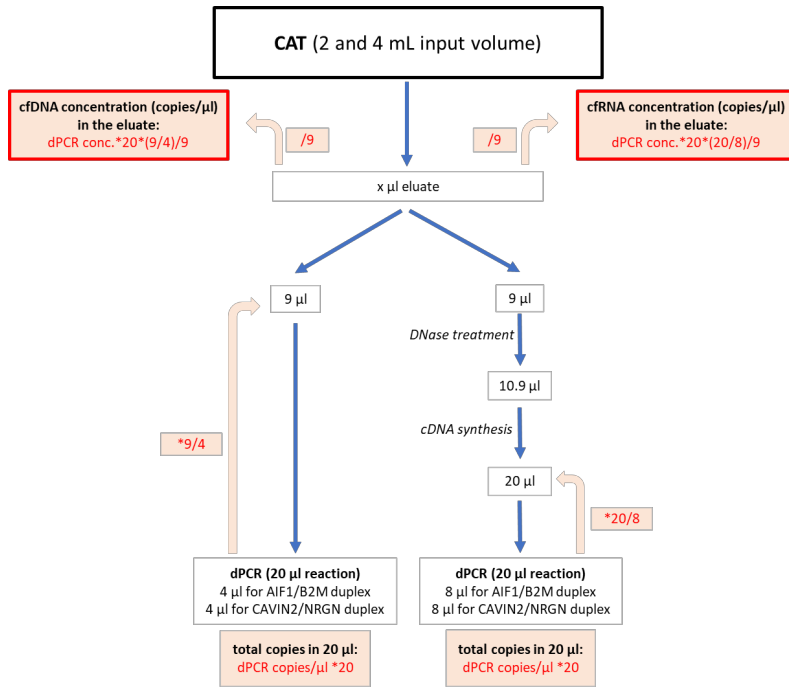 CAT (2 and 4 mL input volume)
cfDNA concentration (copies/µl)
in the eluate:
dPCR conc.*20*(9/4)/9
/9
/9
cfRNA concentration (copies/µl)
in the eluate:
dPCR conc.*20*(20/8)/9
x µl eluate
9 µl
9 µl
DNase treatment
10.9 µl
cDNA synthesis
*9/4
20 µl
*20/8
dPCR (20 µl reaction)
4 µl for AIF1/B2M duplex
4 µl for CAVIN2/NRGN duplex
dPCR (20 µl reaction)
8 µl for AIF1/B2M duplex
8 µl for CAVIN2/NRGN duplex
total copies in 20 µl:
dPCR copies/µl *20
total copies in 20 µl:
dPCR copies/µl *20